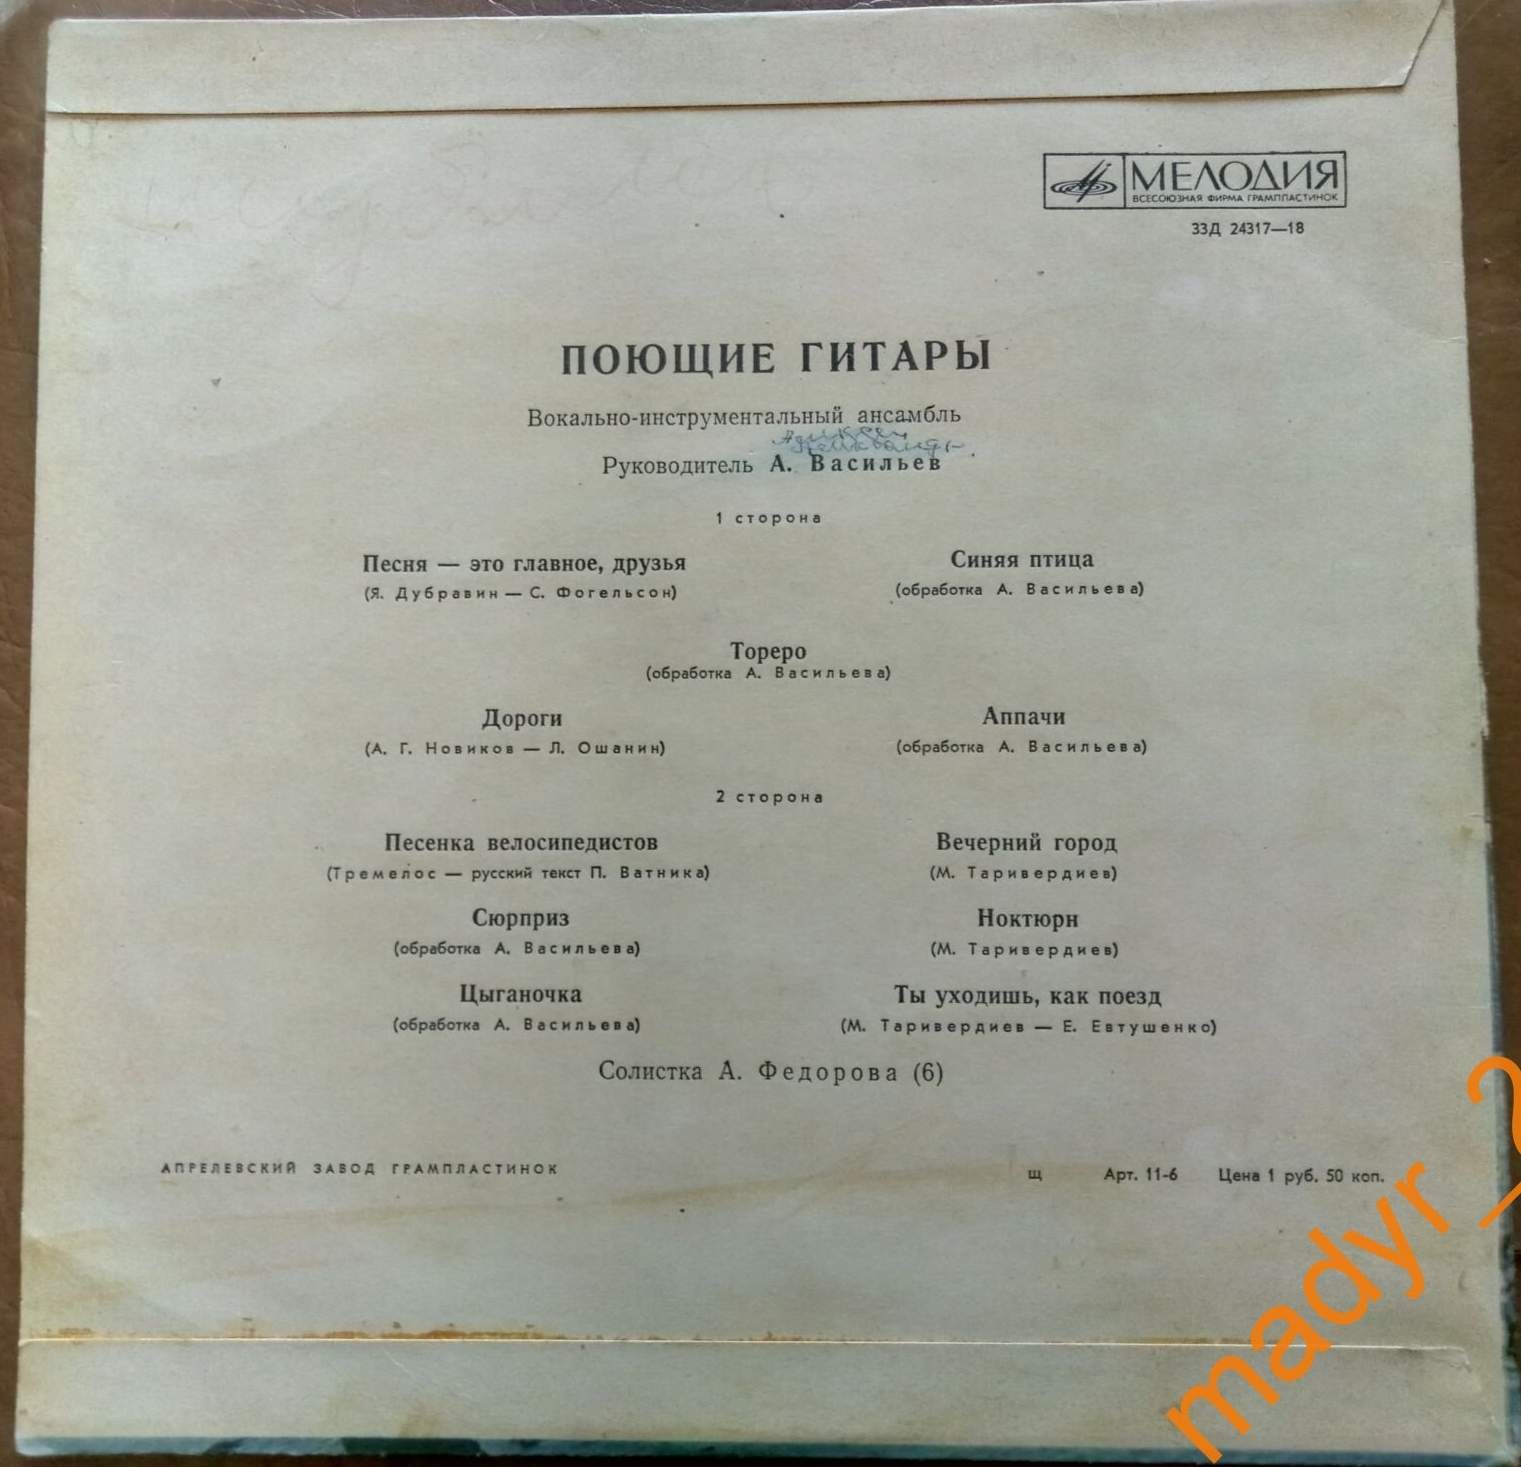 МЕЛОДИЯ
ВСЕСОЮЗНАЯ ФИРМА ГРАМПЛАСТИНОК
33Д 24317—18
ПОЮЩИЕ ГИТАРЫ
Вокально-инструментальный ансамбль
Руководитель А. Васильев
1 сторона
Песня — это главное, друзья
(Я. Дубравин — С. Фогельсон)
Синяя птица
(обработка А. Васильева)
Тореро
(обработка А. Васильева)
Дороги
(А. Г. Новиков — Л. Ошанин)
Аппачи
(обработка А. Васильева)
2 сторона
Песенка велосипедистов
(Тремелос — русский текст П. Ватника)
Вечерний город
(М. Таривердиев)
Сюрприз
(обработка А. Васильева)
Ноктюрн
(М. Таривердиев)
Цыганочка
(обработка А. Васильева)
Ты уходишь, как поезд
(М. Таривердиев — Е. Евтушенко)
Солистка А. Федорова (6)
АПРЕЛЕВСКИЙ ЗАВОД ГРАМПЛАСТИНОК
щ Арт. 11-6 Цена 1 руб. 50 коп.
madyr_2